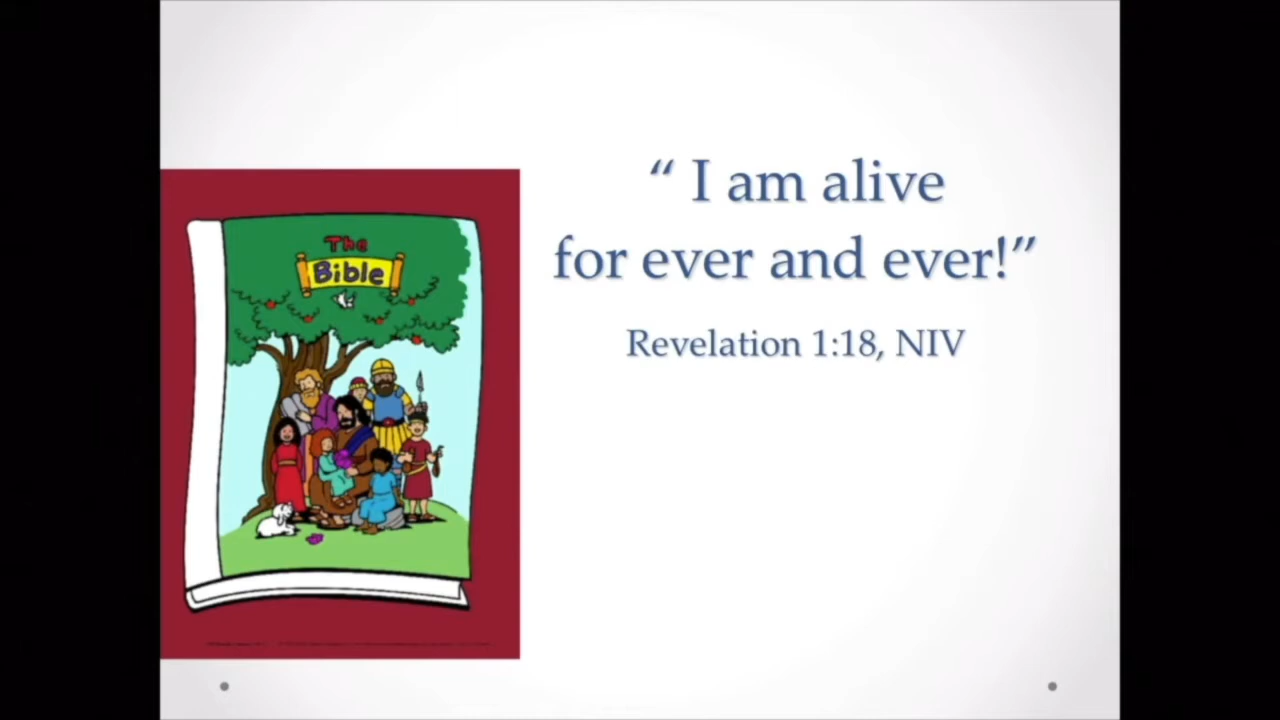 The
Bible
“ I am alive
for ever and ever!”
Revelation 1:18, NIV